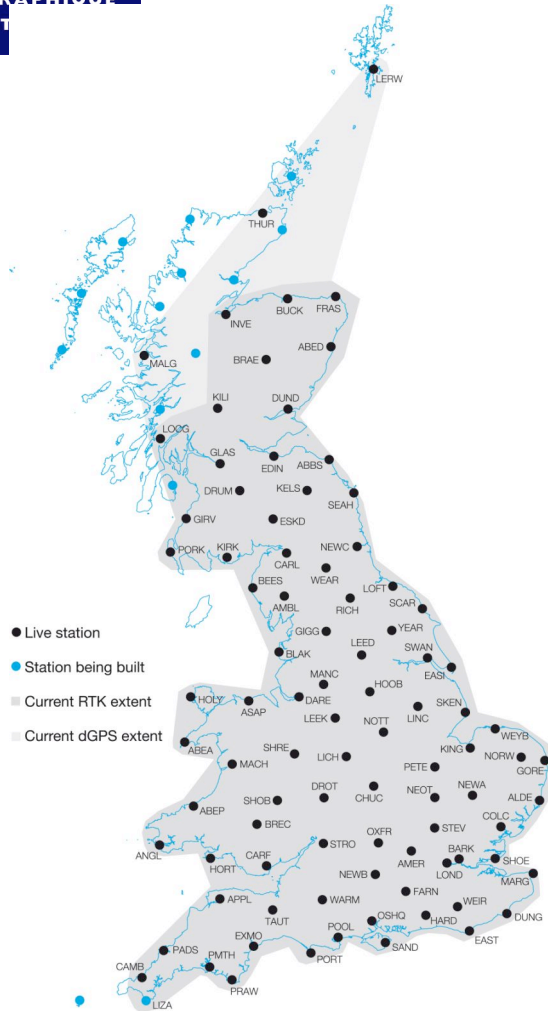 LERW
THUR
BUCK
FRAS
INVE
ABED
BRAE
MALG
KILI
DUND
LOCG
GLAS
EDIN
ABBS
DRUM
KELS
SEAH
GIRV
ESKD
PORK
KIRK
NEWC
CARL
WEAR
BEES
AMBL
LOFT
RICH
SCAR
Live station
GIGG
YEAR
LEED
SWAN
BLAK
EASI
Station being built
MANC
HOOB
HOLY
ASAP
DARE
Current RTK extent
LEEK
LINC
SKEN
NOTT
WEYB
Current dGPS extent
ABEA
SHRE
LICH
KING
NORW
MACH
PETE
GORE
DROT
CHUC
NEOT
NEWA
ALDE
SHOB
ABEP
BREC
STEV
COLC
OXFR
STRO
ANGL
AMER
BARK
HORT
CARF
LOND
SHOE
NEWB
MARG
FARN
APPL
WARM
WEIR
TAUT
OSHQ
HARD
DUNG
POOL
EXMO
EAST
PADS
SAND
PORT
PMTH
CAMB
PRAW
LIZA